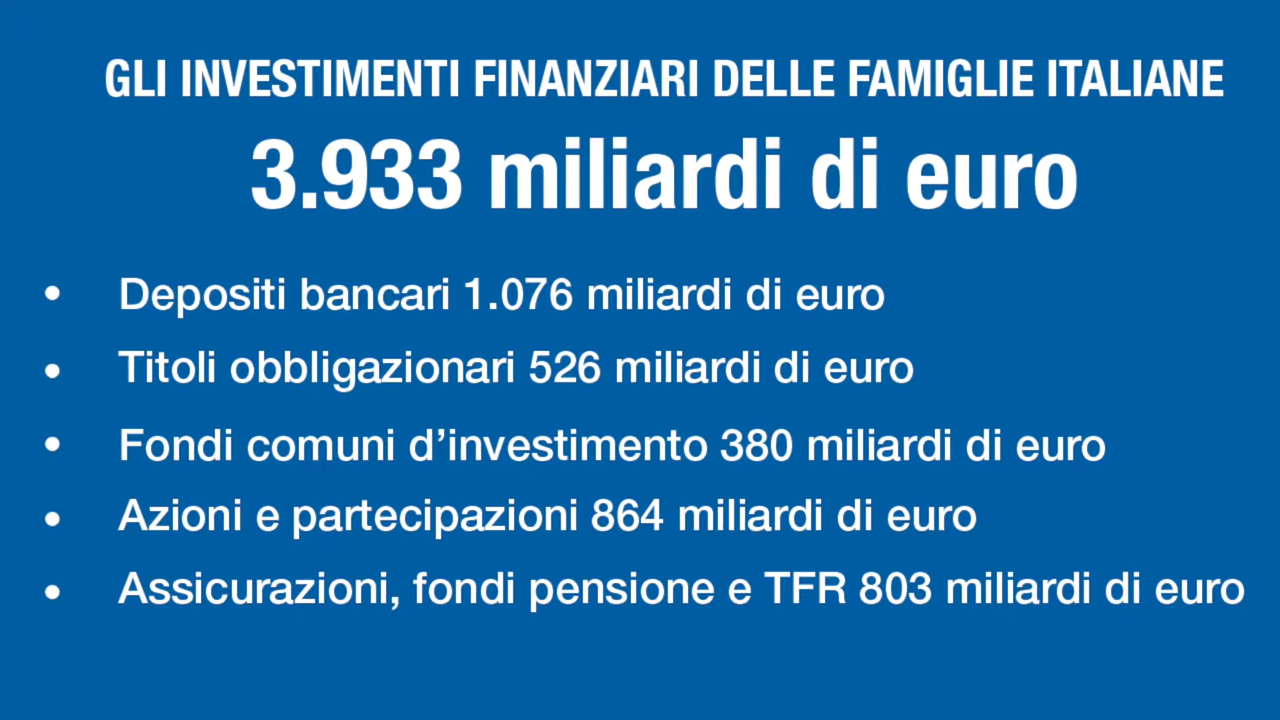 GLI INVESTIMENTI FINANZIARI DELLE FAMIGLIE ITALIANE
3.933 miliardi di euro
• Depositi bancari 1.076 miliardi di euro
• Titoli obbligazionari 526 miliardi di euro
• Fondi comuni d’investimento 380 miliardi di euro
• Azioni e partecipazioni 864 miliardi di euro
• Assicurazioni, fondi pensione e TFR 803 miliardi di euro